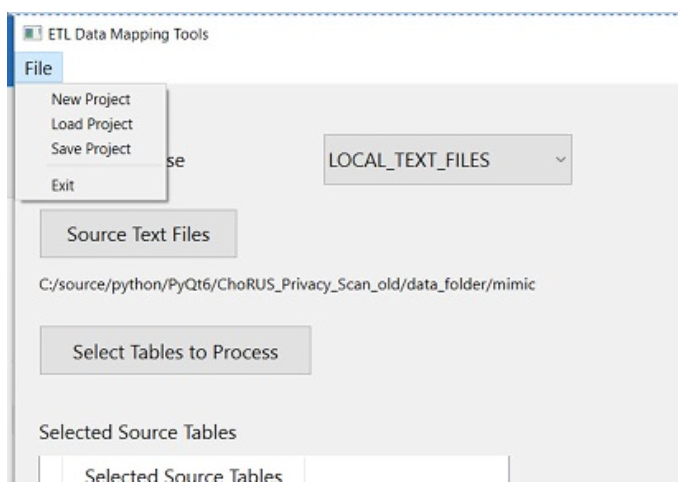 ETL Data Mapping Tools
File
New Project
Load Project
Save Project
Exit
se
LOCAL_TEXT_FILES
Source Text Files
C:/source/python/PyQt6/ChoRUS_Privacy_Scan_old/data_folder/mimic
Select Tables to Process
Selected Source Tables
Selected Source Tables